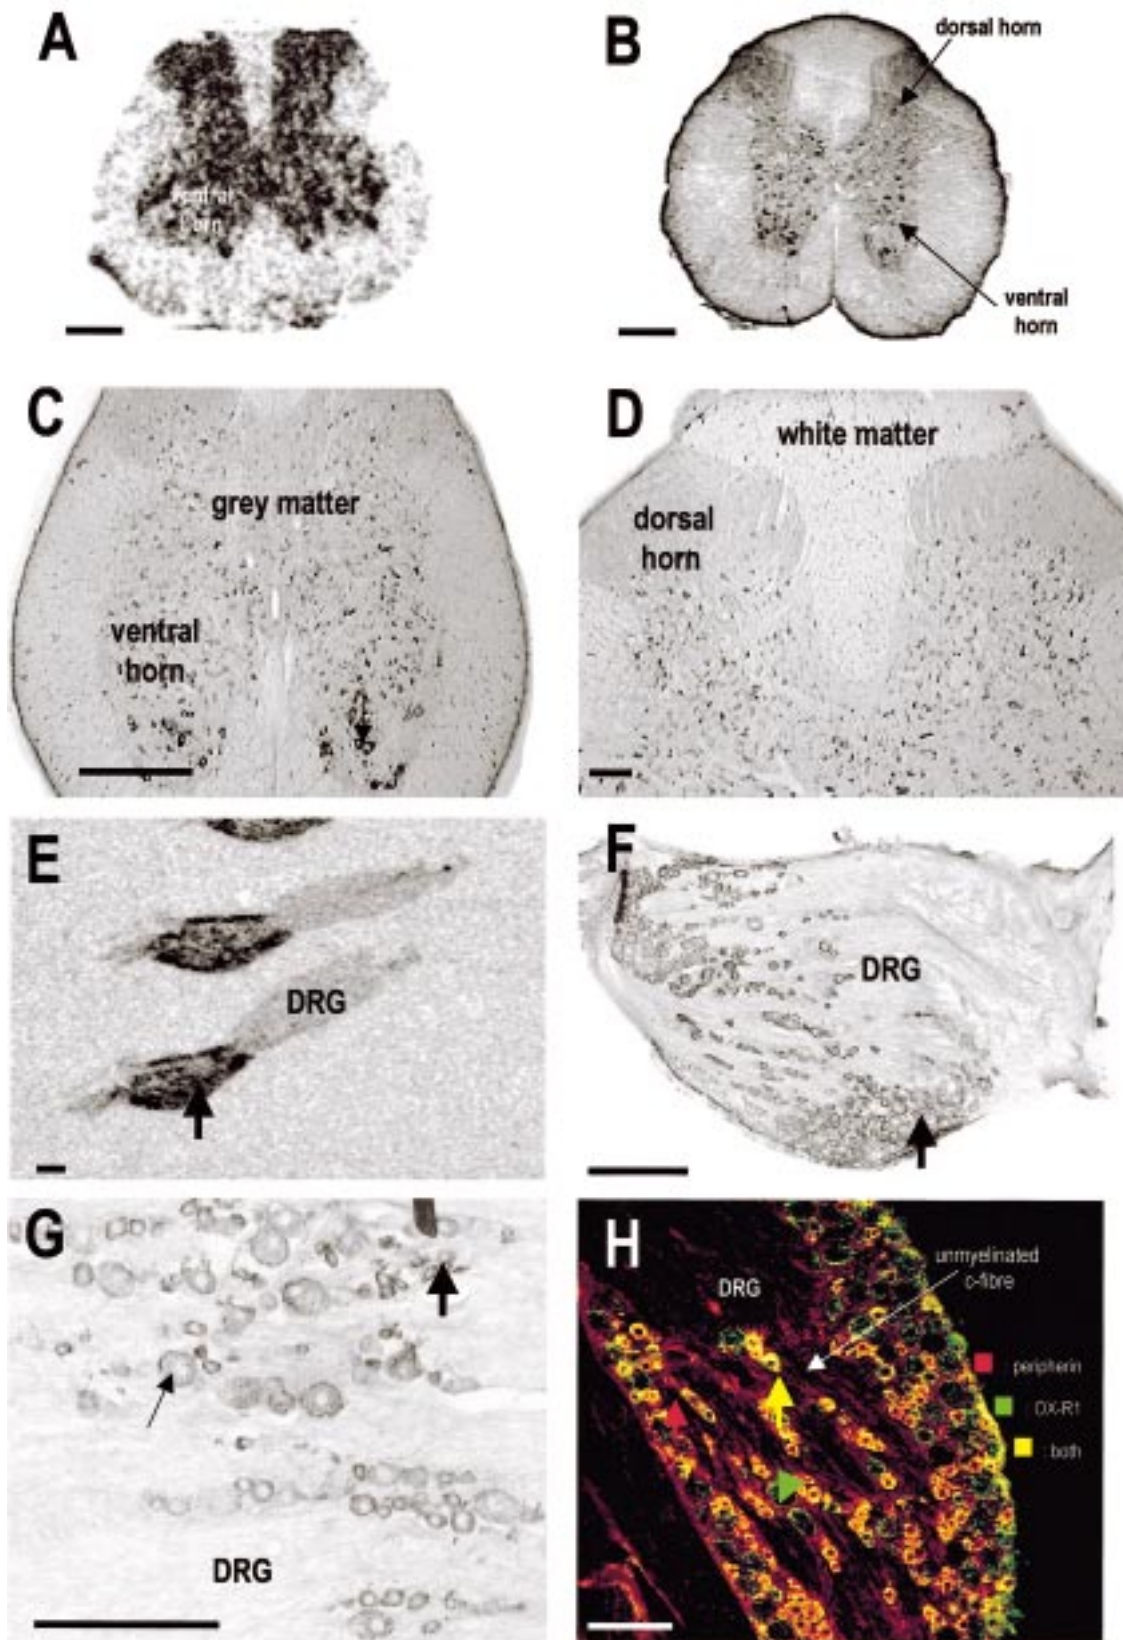 A
ventral
horn
B
dorsal horn
ventral
horn
C
grey matter
ventral
horn
D
white matter
dorsal
horn
E
DRG
F
DRG
G
DRG
H
DRG
unmyelinated
c-fibre
: peripherin
: OX-R1
: both